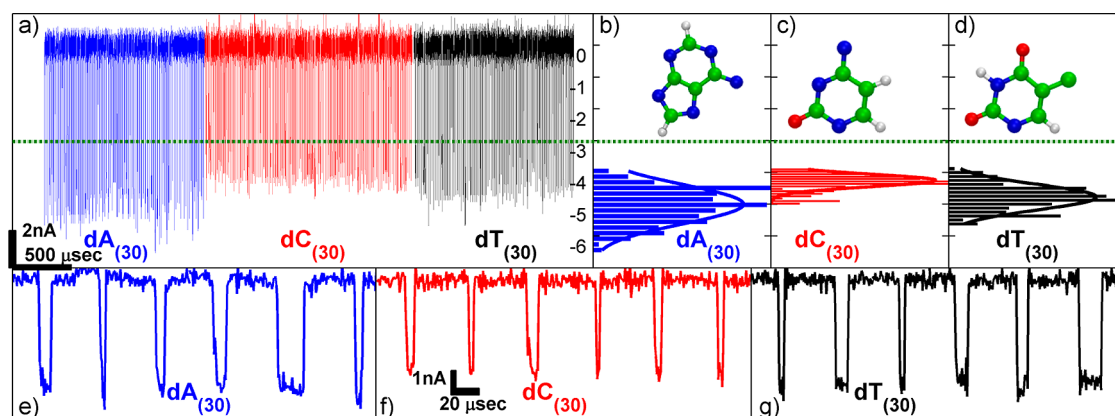 a)
b)
c)
d)
0
-1
-2
-3
-4
-5
-6
2nA
500 μsec
dA(30)
dC(30)
dT(30)
dA(30)
dC(30)
dT(30)
e)
dA(30)
f)
1nA
20 μsec
dC(30)
g)
dT(30)